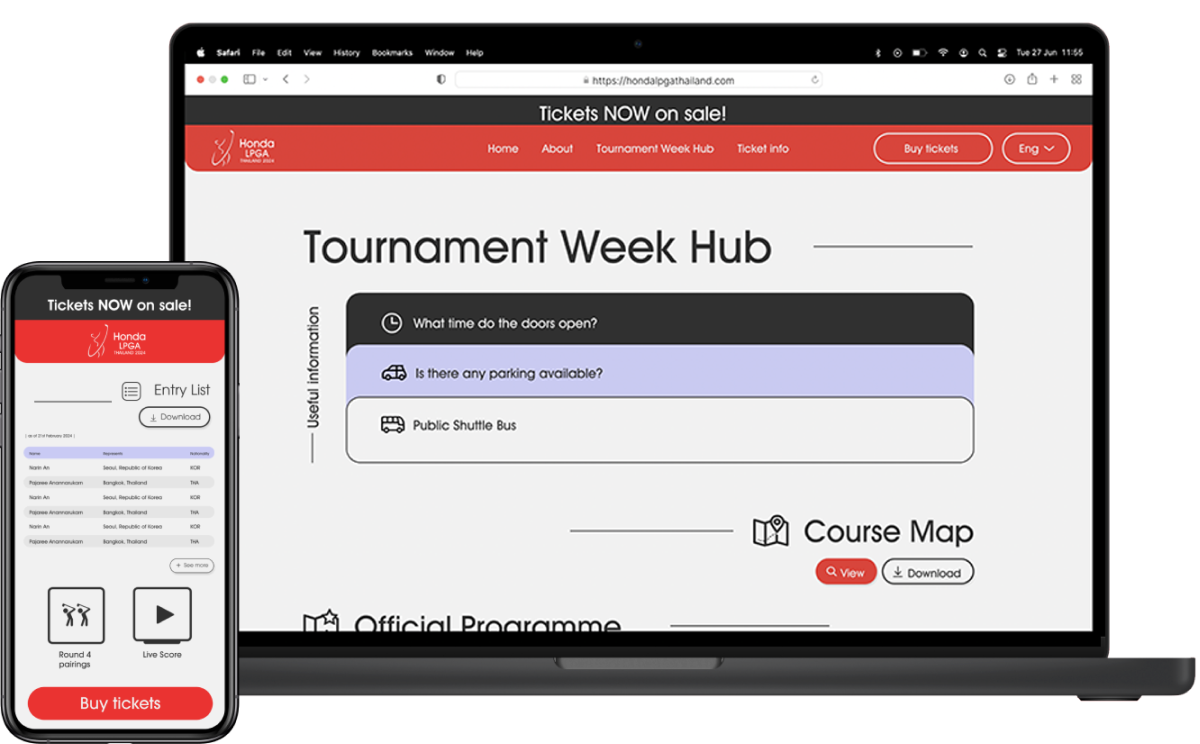 Safari File Edit View History Bookmarks Window Help
Tue 27 Jun 11:55
https://hondalpgathailand.com
Tickets NOW on sale!
Honda
LPGA
THAILAND 2024
Home About Tournament Week Hub Ticket info
Buy tickets
Eng
Tournament Week Hub
Useful information
What time do the doors open?
Is there any parking available?
Public Shuttle Bus
Course Map
View
Download
Official Programme
Tickets NOW on sale!
Honda
LPGA
THAILAND 2024
Entry List
Download
Name Represents Nationality
Narin An Seoul, Republic of Korea KOR
Pajaree Anannarukarn Bangkok, Thailand THA
Narin An Seoul, Republic of Korea KOR
Pajaree Anannarukarn Bangkok, Thailand THA
Narin An Seoul, Republic of Korea KOR
Pajaree Anannarukarn Bangkok, Thailand THA
+ See more
Round 4
pairings
Live Score
Buy tickets